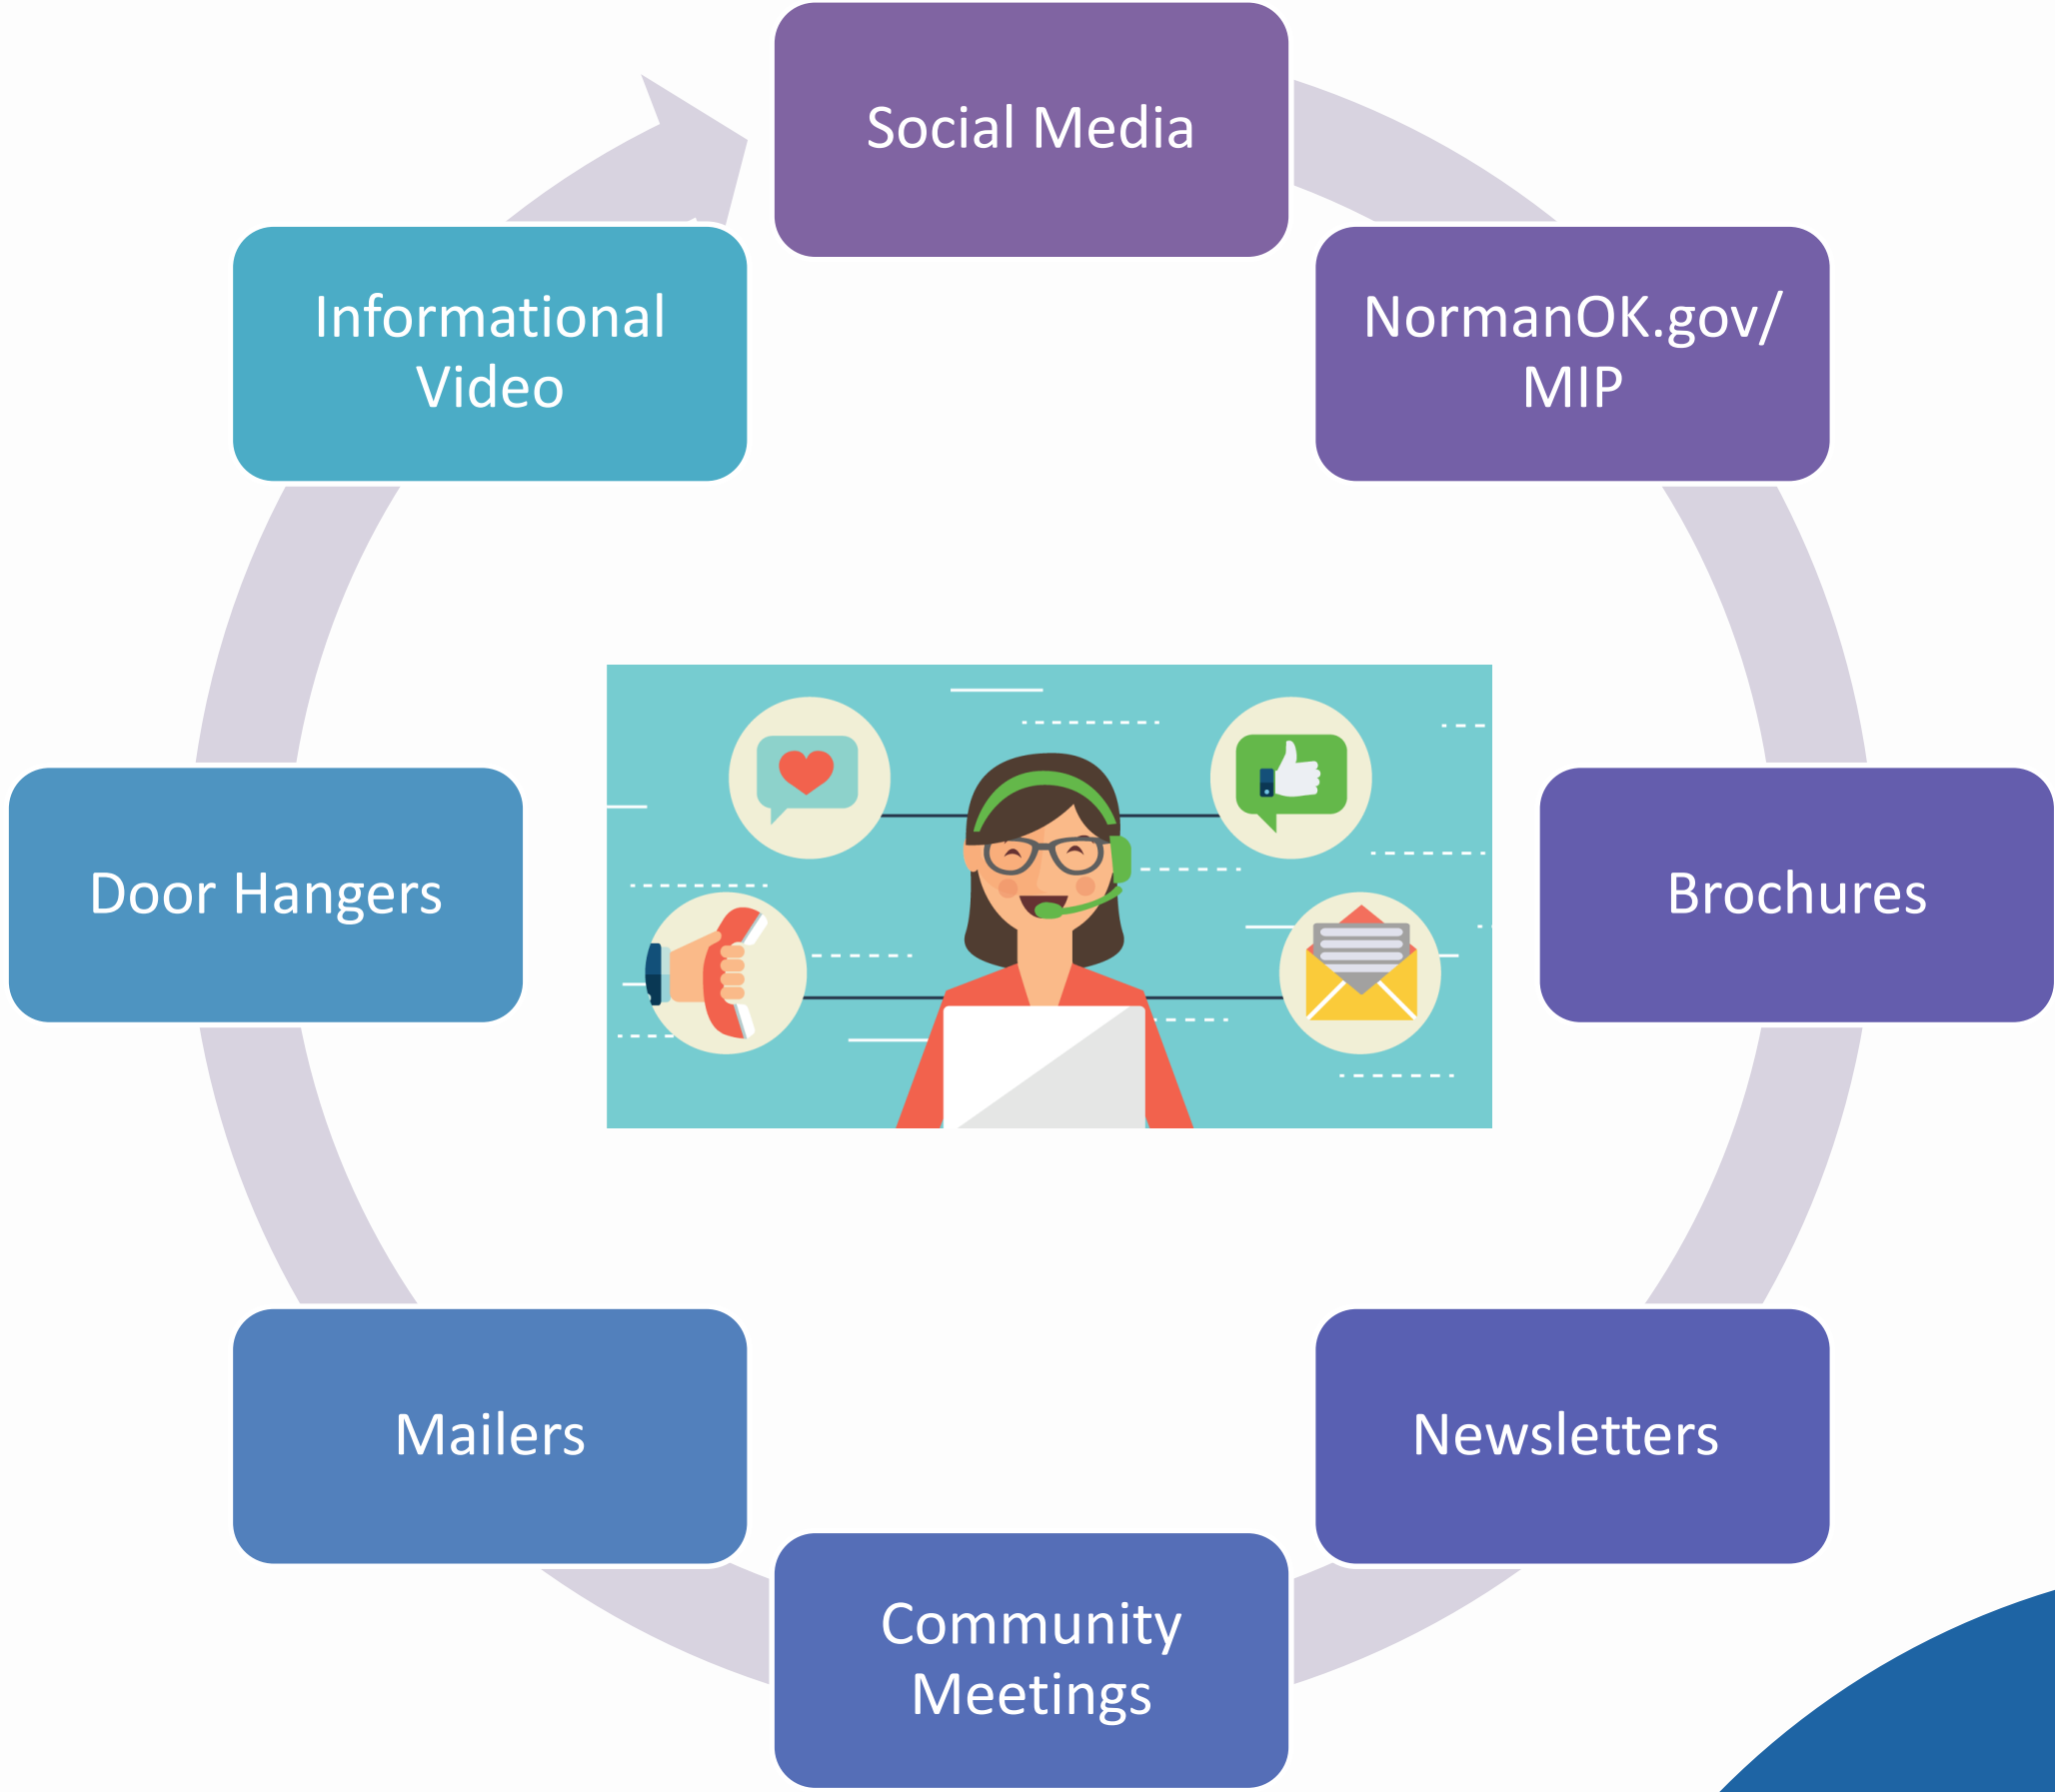 Social Media
NormanOK.gov/
MIP
Brochures
Newsletters
Community
Meetings
Mailers
Door Hangers
Informational
Video